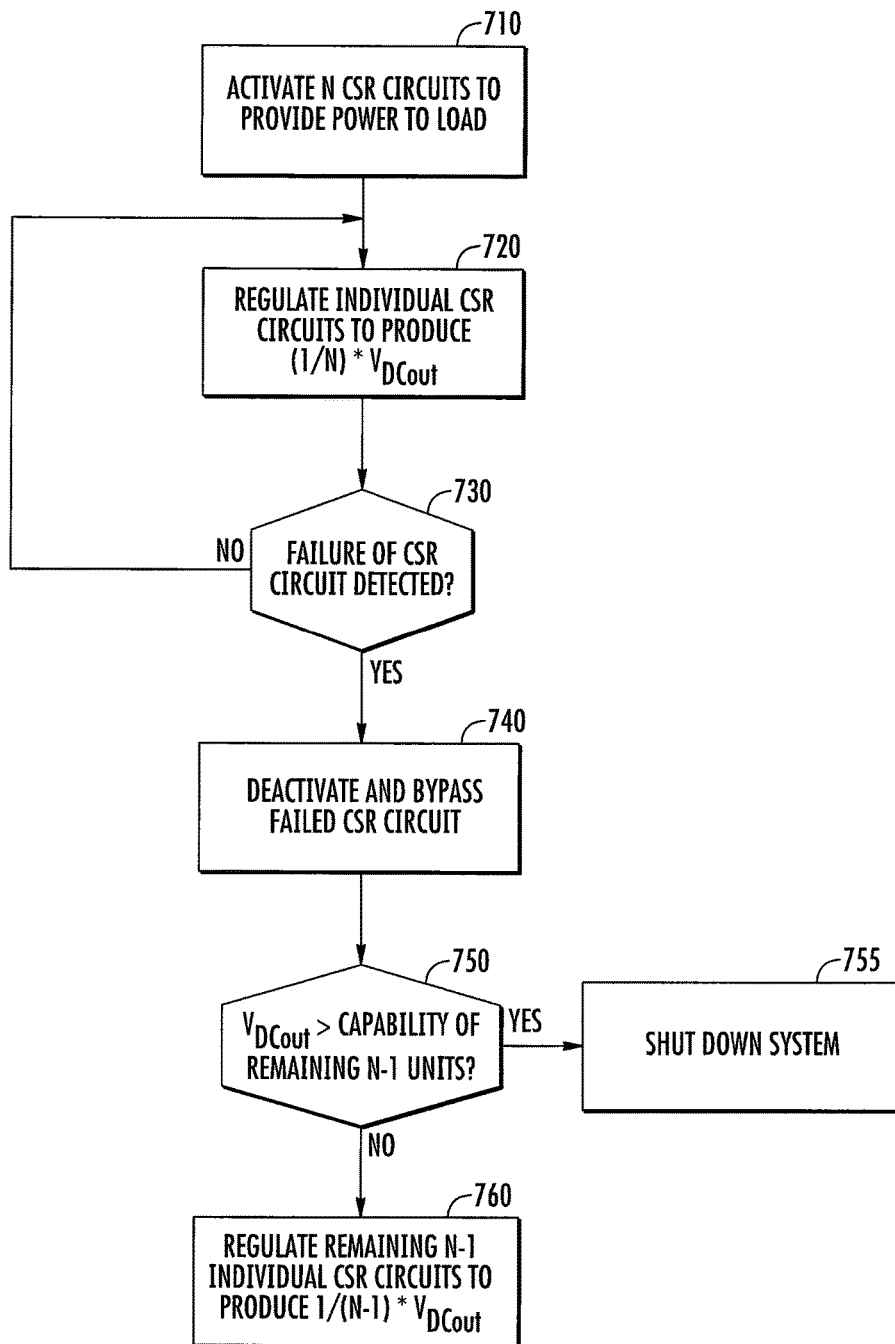 710
ACTIVATE N CSR CIRCUITS TO
PROVIDE POWER TO LOAD
720
REGULATE INDIVIDUAL CSR
CIRCUITS TO PRODUCE
(1/N) * VDCout
730
NO
FAILURE OF CSR
CIRCUIT DETECTED?
YES
740
DEACTIVATE AND BYPASS
FAILED CSR CIRCUIT
750
VDCout > CAPABILITY OF
REMAINING N-1 UNITS?
YES
755
SHUT DOWN SYSTEM
NO
760
REGULATE REMAINING N-1
INDIVIDUAL CSR CIRCUITS TO
PRODUCE 1/(N-1) * VDCout